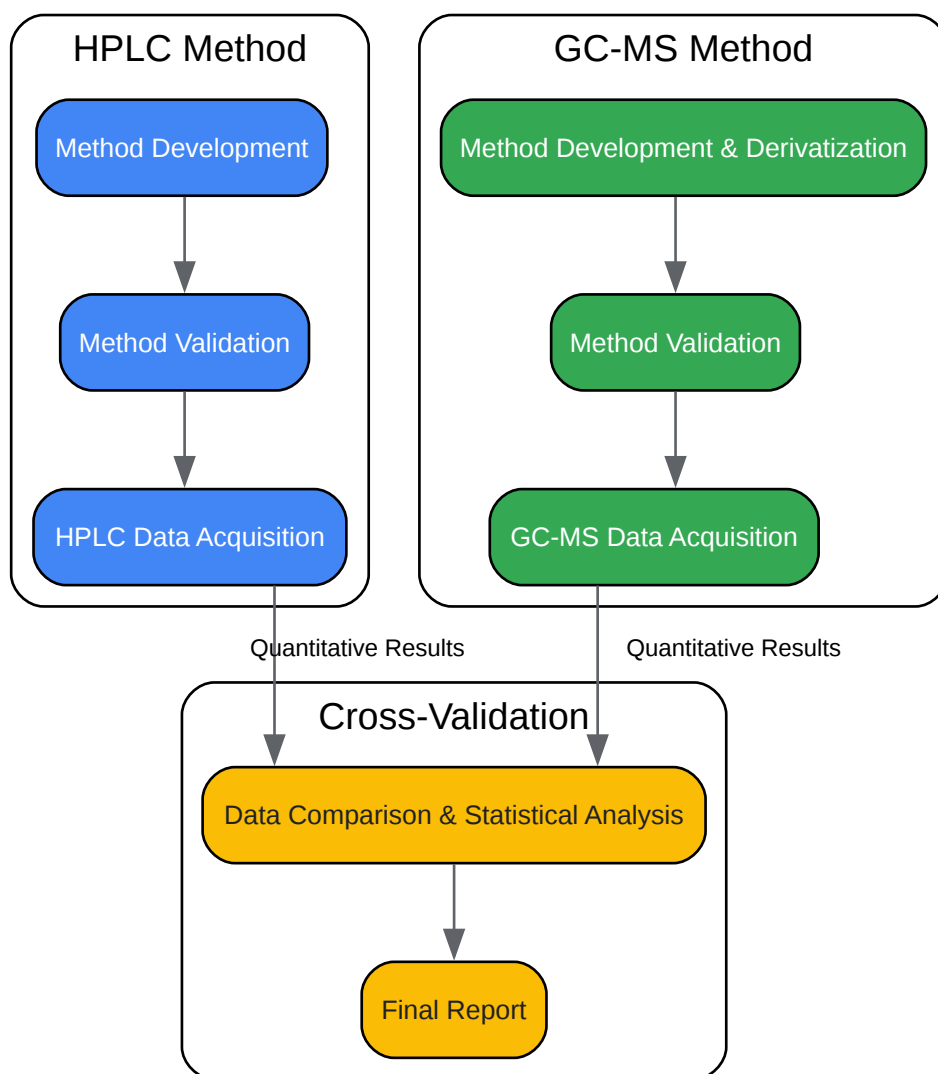 HPLC Method
Method Development
Method Validation
HPLC Data Acquisition
GC-MS Method
Method Development & Derivatization
Method Validation
GC-MS Data Acquisition
Quantitative Results
Quantitative Results
Cross-Validation
Data Comparison & Statistical Analysis
Final Report